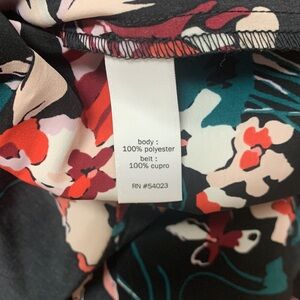 body :
100% polyester
belt :
100% cupro
RN #54023